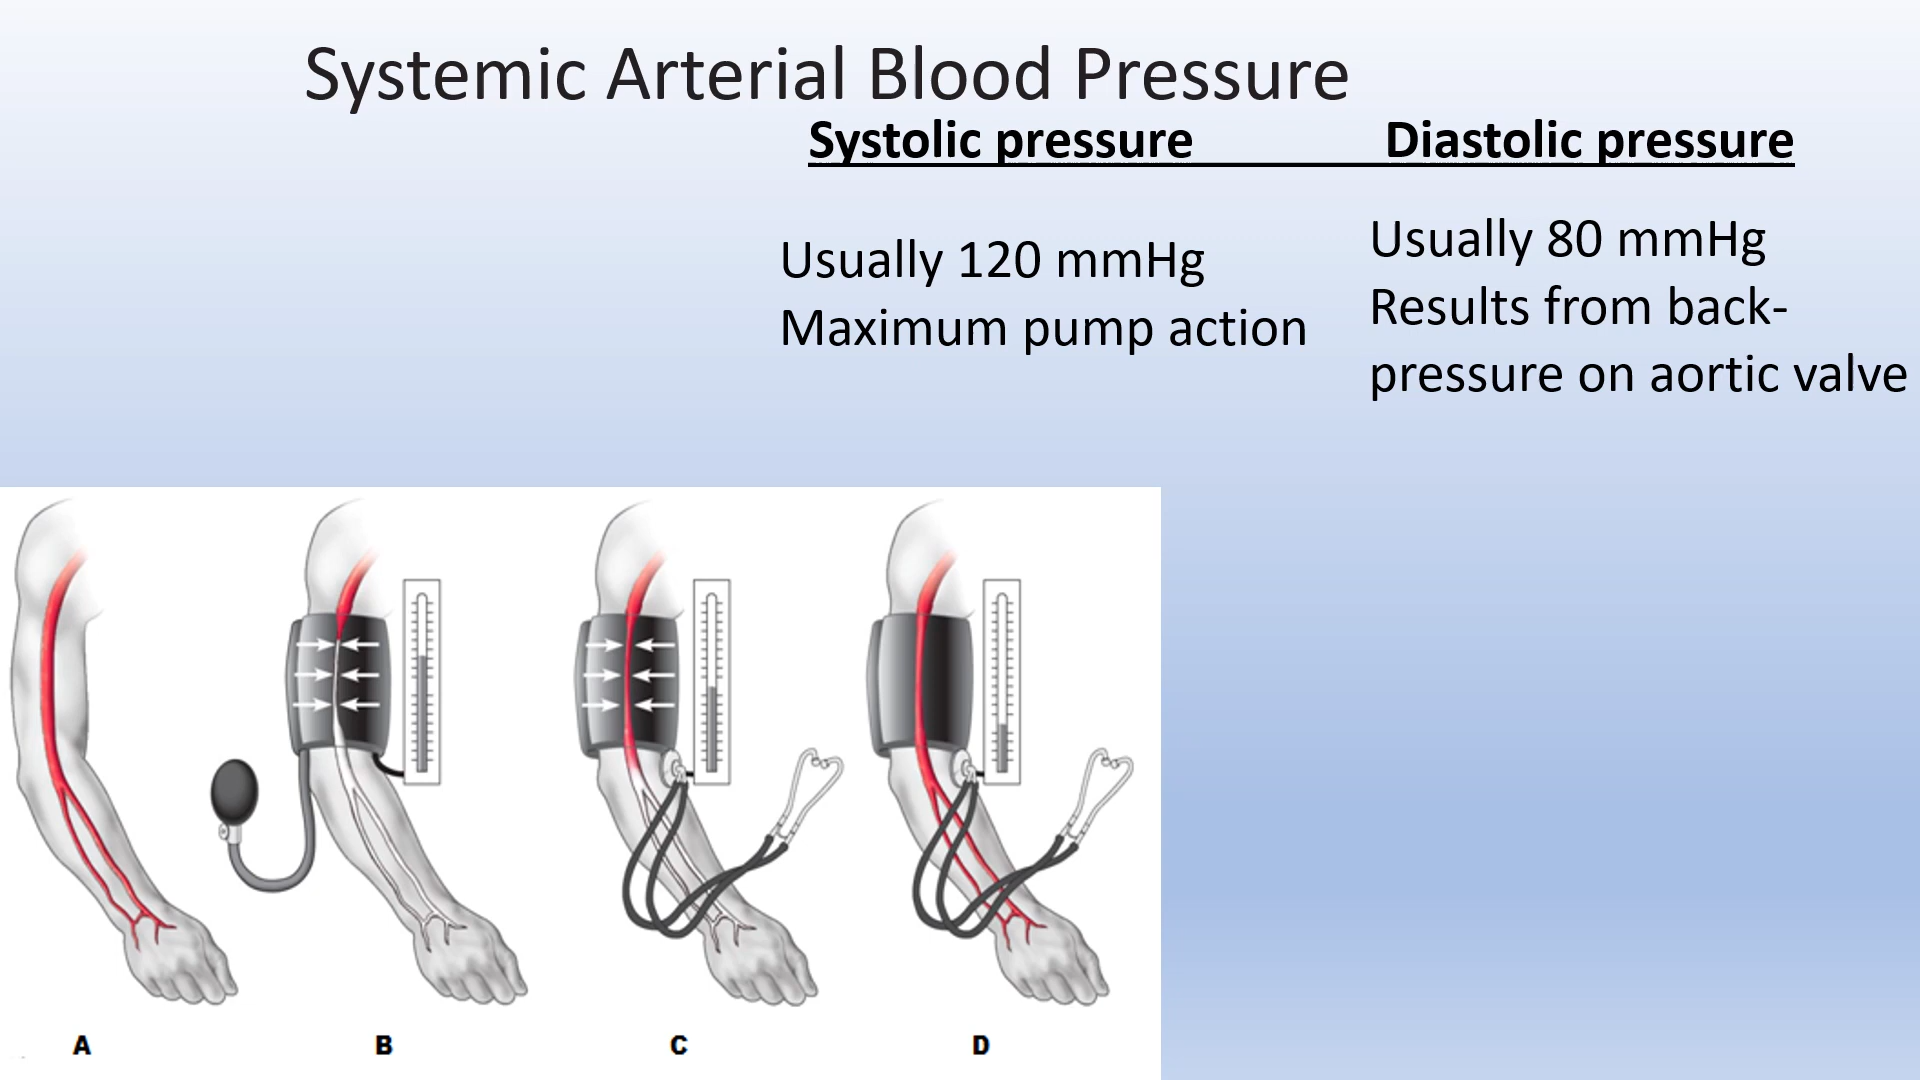 Systemic Arterial Blood Pressure
Systolic pressure Diastolic pressure
Usually 120 mmHg
Maximum pump action
Usually 80 mmHg
Results from back-
pressure on aortic valve
A B C D